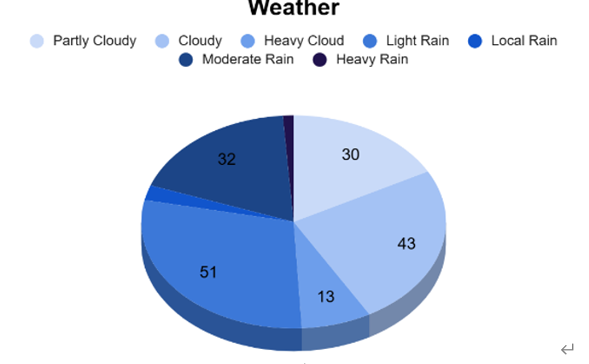 Weather
Partly Cloudy Cloudy Heavy Cloud Light Rain Local Rain
Moderate Rain Heavy Rain
32 30
43
51
13